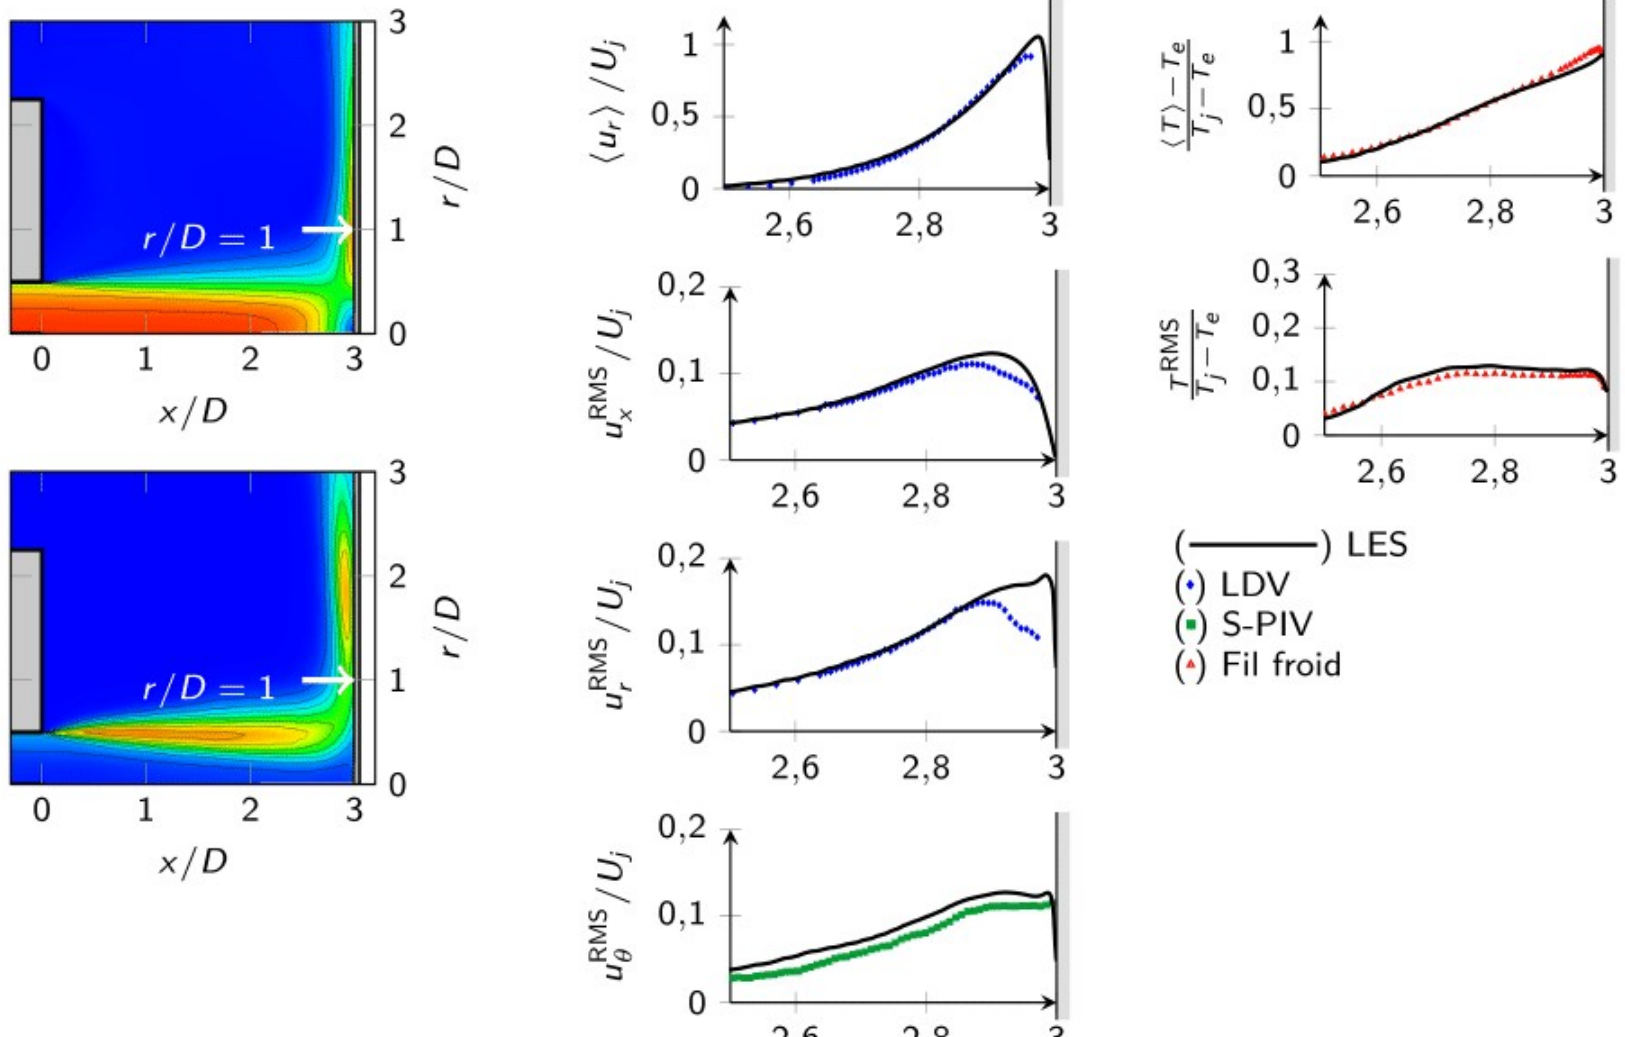 3
2
1
0
r/D
r/D = 1
0 1 2 3
x/D
3
2
1
0
r/D
r/D = 1
0 1 2 3
x/D
⟨u_r⟩ / U_j
1
0,5
0
2,6 2,8 3
u_x^RMS / U_j
0,2
0,1
0
2,6 2,8 3
u_r^RMS / U_j
0,2
0,1
0
2,6 2,8 3
u_θ^RMS / U_j
0,2
0,1
0
2,6 2,8 3
⟨T⟩−T_e
T_j−T_e
1
0,5
0
2,6 2,8 3
T^RMS
T_j−T_e
0,3
0,2
0,1
0
2,6 2,8 3
( ) LES
( ) LDV
( ) S-PIV
( ) Fil froid